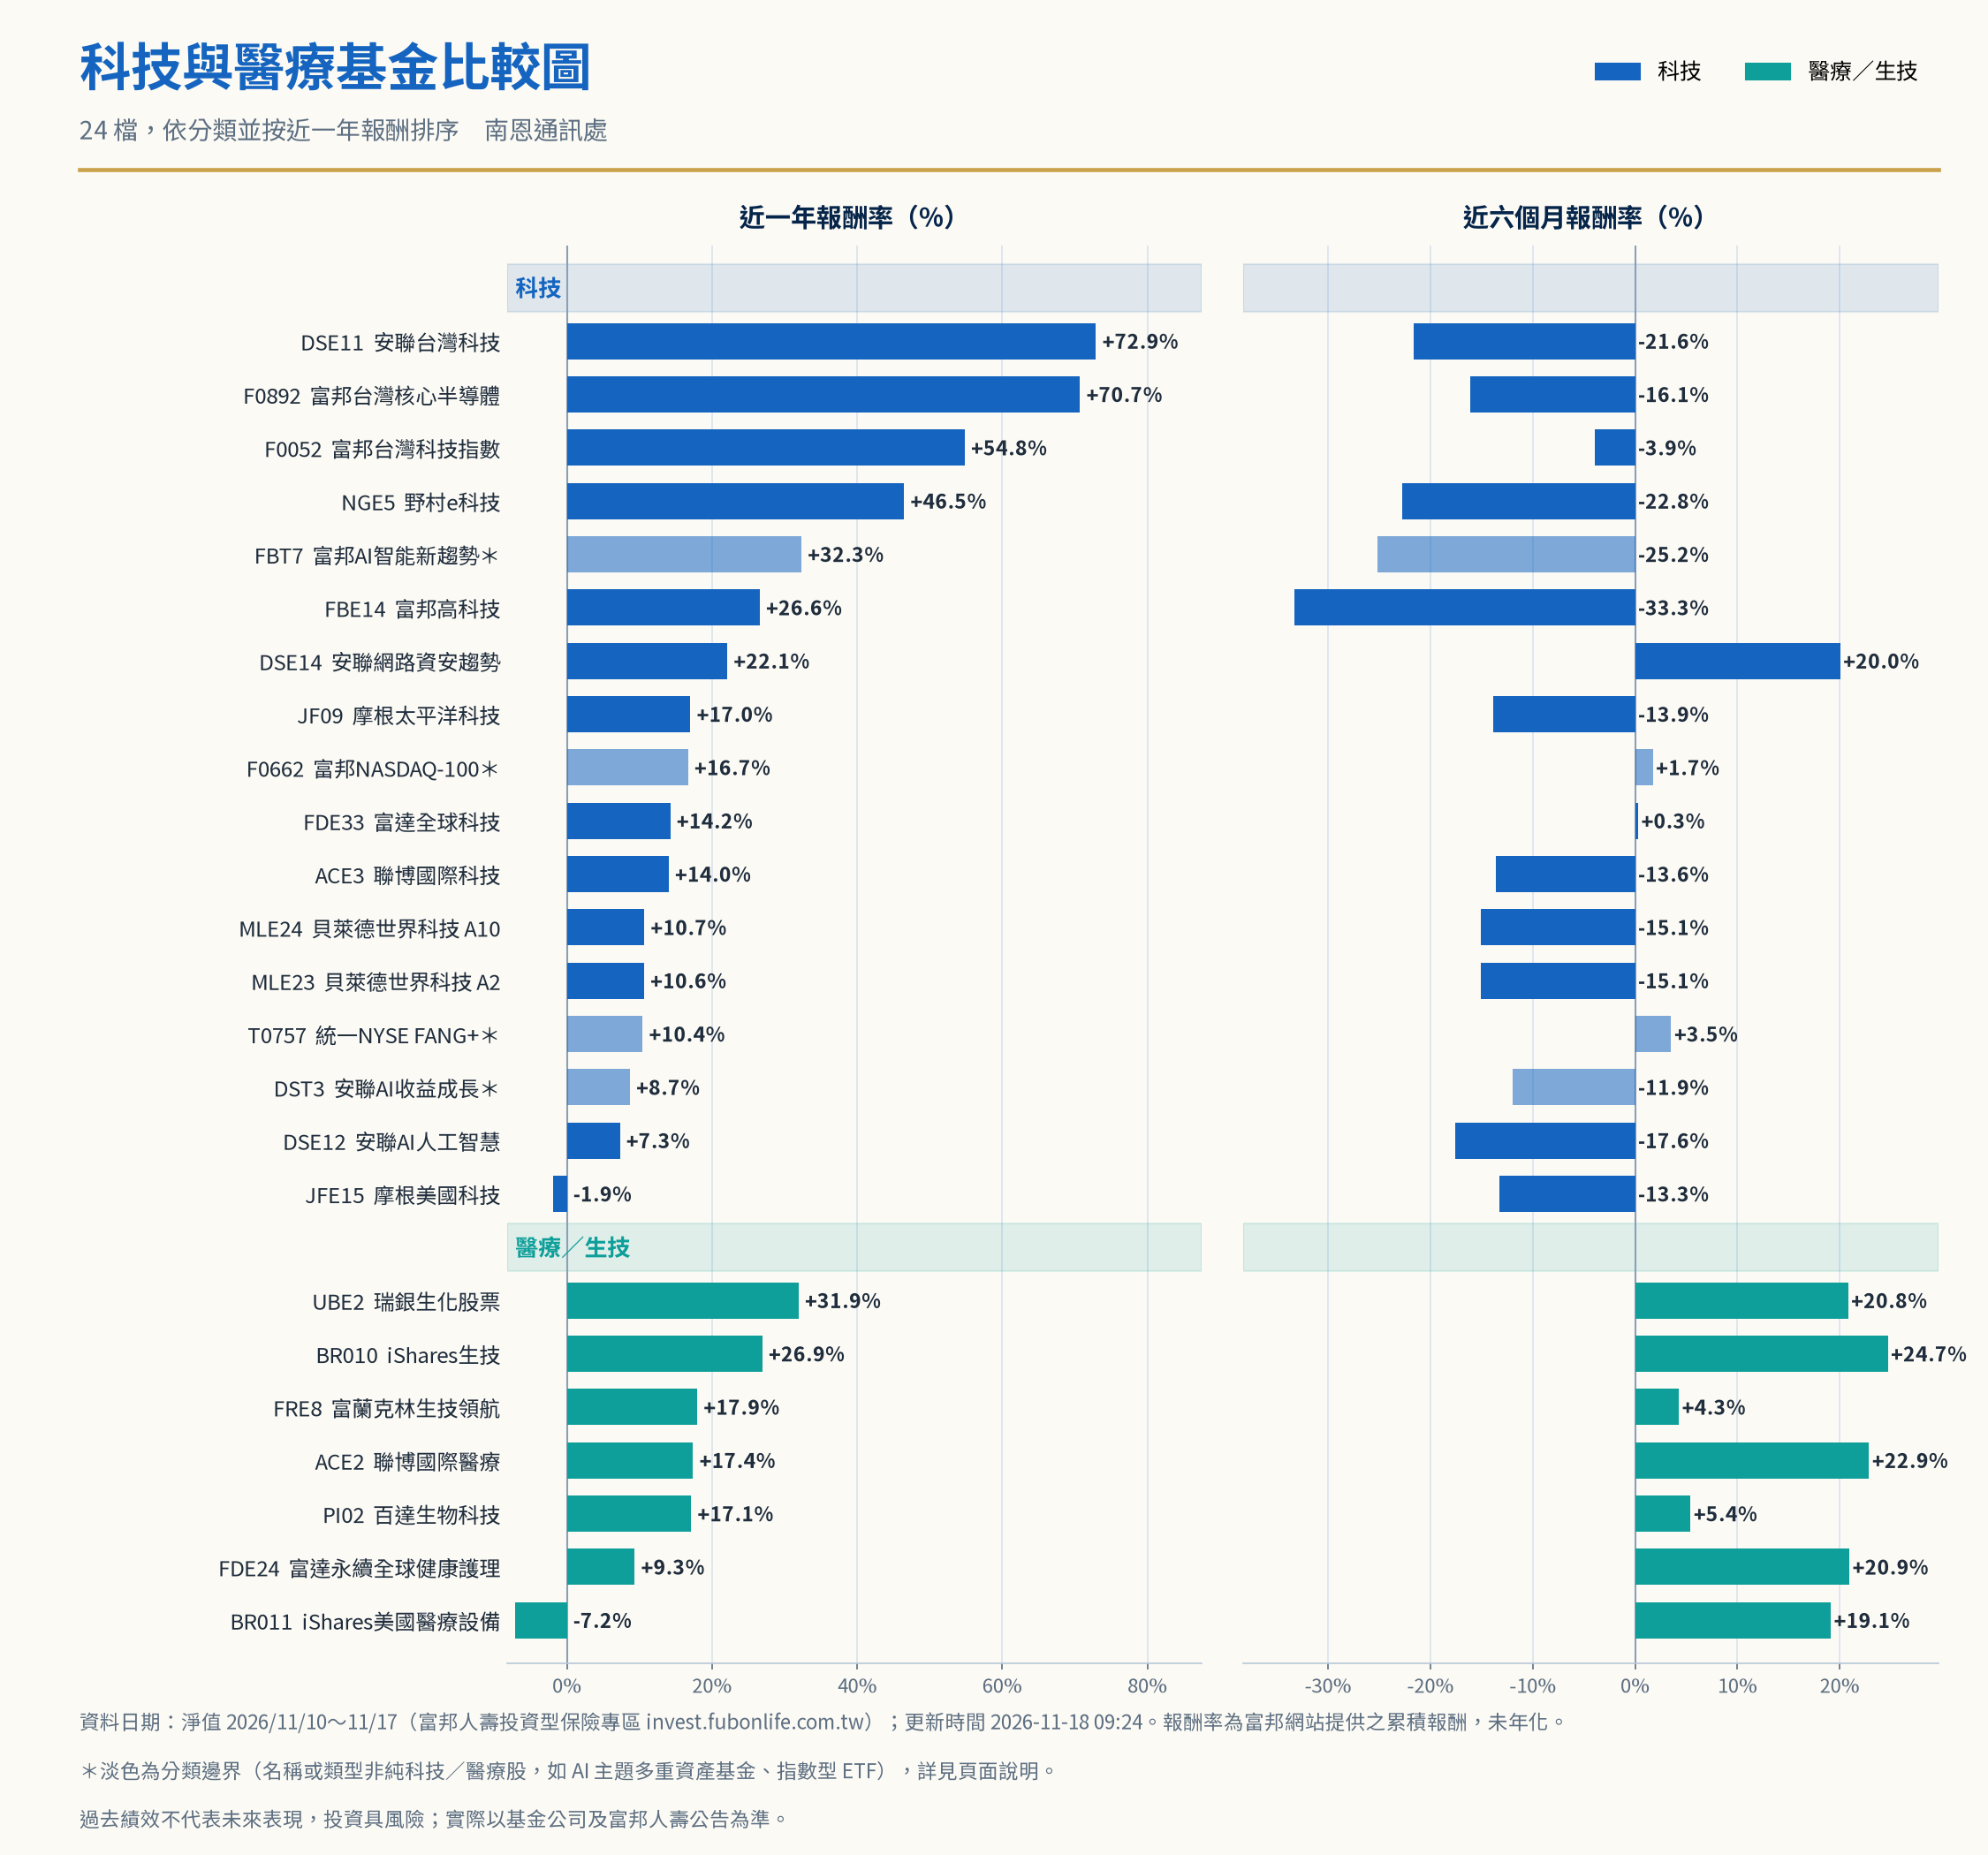 科技與醫療基金比較圖
科技　醫療／生技
24 檔，依分類並按近一年報酬排序　南恩通訊處
近一年報酬率（%）　近六個月報酬率（%）
科技
DSE11 安聯台灣科技 +72.9% -21.6%
F0892 富邦台灣核心半導體 +70.7% -16.1%
F0052 富邦台灣科技指數 +54.8% -3.9%
NGE5 野村e科技 +46.5% -22.8%
FBT7 富邦AI智能新趨勢＊ +32.3% -25.2%
FBE14 富邦高科技 +26.6% -33.3%
DSE14 安聯網路資安趨勢 +22.1% +20.0%
JF09 摩根太平洋科技 +17.0% -13.9%
F0662 富邦NASDAQ-100＊ +16.7% +1.7%
FDE33 富達全球科技 +14.2% +0.3%
ACE3 聯博國際科技 +14.0% -13.6%
MLE24 貝萊德世界科技 A10 +10.7% -15.1%
MLE23 貝萊德世界科技 A2 +10.6% -15.1%
T0757 統一NYSE FANG+＊ +10.4% +3.5%
DST3 安聯AI收益成長＊ +8.7% -11.9%
DSE12 安聯AI人工智慧 +7.3% -17.6%
JFE15 摩根美國科技 -1.9% -13.3%
醫療／生技
UBE2 瑞銀生化股票 +31.9% +20.8%
BR010 iShares生技 +26.9% +24.7%
FRE8 富蘭克林生技領航 +17.9% +4.3%
ACE2 聯博國際醫療 +17.4% +22.9%
PI02 百達生物科技 +17.1% +5.4%
FDE24 富達永續全球健康護理 +9.3% +20.9%
BR011 iShares美國醫療設備 -7.2% +19.1%
0% 20% 40% 60% 80% -30% -20% -10% 0% 10% 20%
資料日期：淨值 2026/11/10～11/17（富邦人壽投資型保險專區 invest.fubonlife.com.tw）；更新時間 2026-11-18 09:24。報酬率為富邦網站提供之累積報酬，未年化。
＊淡色為分類邊界（名稱或類型非純科技／醫療股，如 AI 主題多重資產基金、指數型 ETF），詳見頁面說明。
過去績效不代表未來表現，投資具風險；實際以基金公司及富邦人壽公告為準。